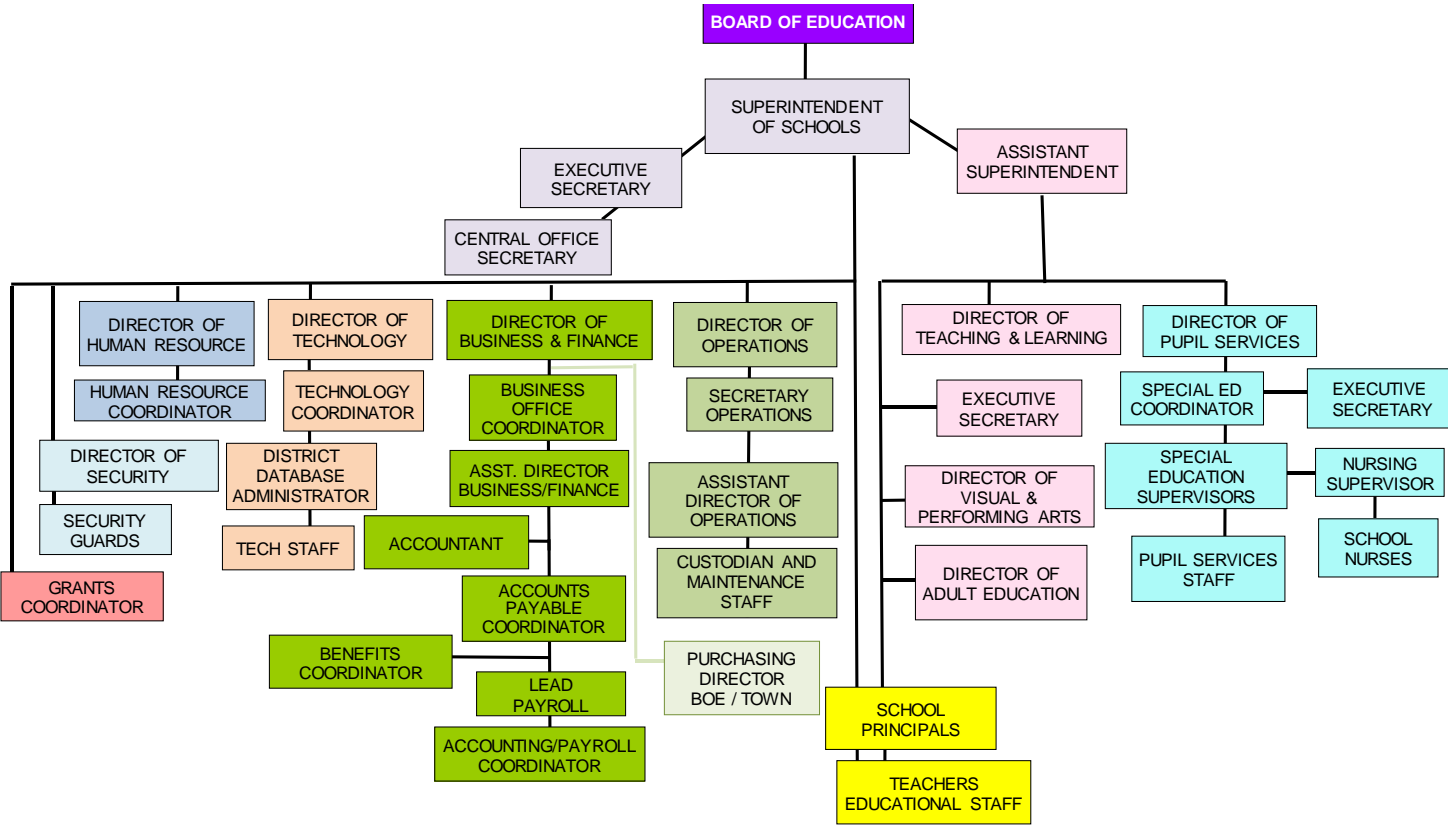 BOARD OF EDUCATION
SUPERINTENDENT
OF SCHOOLS
ASSISTANT
SUPERINTENDENT
EXECUTIVE
SECRETARY
CENTRAL OFFICE
SECRETARY
DIRECTOR OF
HUMAN RESOURCE
HUMAN RESOURCE
COORDINATOR
DIRECTOR OF
SECURITY
SECURITY
GUARDS
GRANTS
COORDINATOR
DIRECTOR OF
TECHNOLOGY
TECHNOLOGY
COORDINATOR
DISTRICT
DATABASE
ADMINISTRATOR
TECH STAFF
DIRECTOR OF
BUSINESS & FINANCE
BUSINESS
OFFICE
COORDINATOR
ASST. DIRECTOR
BUSINESS/FINANCE
ACCOUNTANT
ACCOUNTS
PAYABLE
COORDINATOR
BENEFITS
COORDINATOR
LEAD
PAYROLL
ACCOUNTING/PAYROLL
COORDINATOR
DIRECTOR OF
OPERATIONS
SECRETARY
OPERATIONS
ASSISTANT
DIRECTOR OF
OPERATIONS
CUSTODIAN AND
MAINTENANCE
STAFF
PURCHASING
DIRECTOR
BOE / TOWN
DIRECTOR OF
TEACHING & LEARNING
EXECUTIVE
SECRETARY
DIRECTOR OF
VISUAL &
PERFORMING ARTS
DIRECTOR OF
ADULT EDUCATION
SCHOOL
PRINCIPALS
TEACHERS
EDUCATIONAL STAFF
DIRECTOR OF
PUPIL SERVICES
SPECIAL ED
COORDINATOR
EXECUTIVE
SECRETARY
SPECIAL
EDUCATION
SUPERVISORS
NURSING
SUPERVISOR
PUPIL SERVICES
STAFF
SCHOOL
NURSES